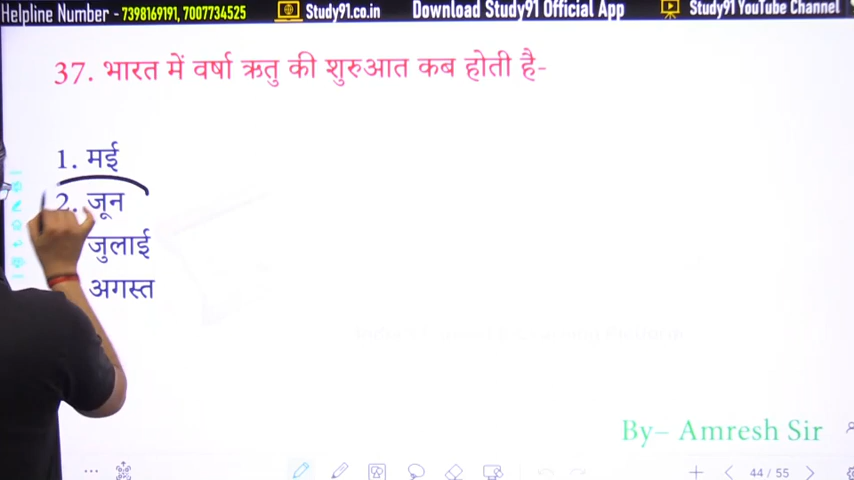 Helpline Number - 7398169191, 7007734525 Study91.co.in Download Study91 Official App Study91 YouTube Channel
37. भारत में वर्षा ऋतु की शुरुआत कब होती है-
1. मई
2. जून
जुलाई
अगस्त
By– Amresh Sir
44 / 55